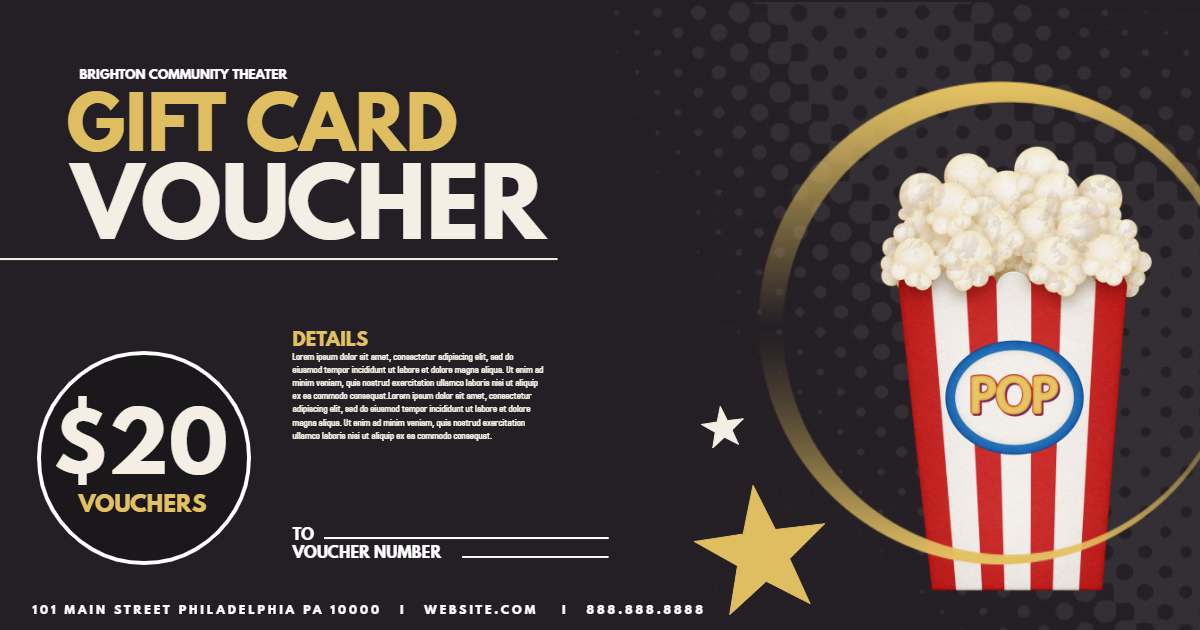 BRIGHTON COMMUNITY THEATER
GIFT CARD
VOUCHER
$20
VOUCHERS
DETAILS
Lorem ipsum dolor sit amet, consectetur adipiscing elit, sed do
eiusmod tempor incididunt ut labore et dolore magna aliqua. Ut enim ad
minim veniam, quis nostrud exercitation ullamco laboris nisi ut aliquip
ex ea commodo consequat.Lorem ipsum dolor sit amet, consectetur
adipiscing elit, sed do eiusmod tempor incididunt ut labore et dolore
magna aliqua. Ut enim ad minim veniam, quis nostrud exercitation
ullamco laboris nisi ut aliquip ex ea commodo consequat.
TO
VOUCHER NUMBER
POP
101 MAIN STREET PHILADELPHIA PA 10000 | WEBSITE.COM | 888.888.8888